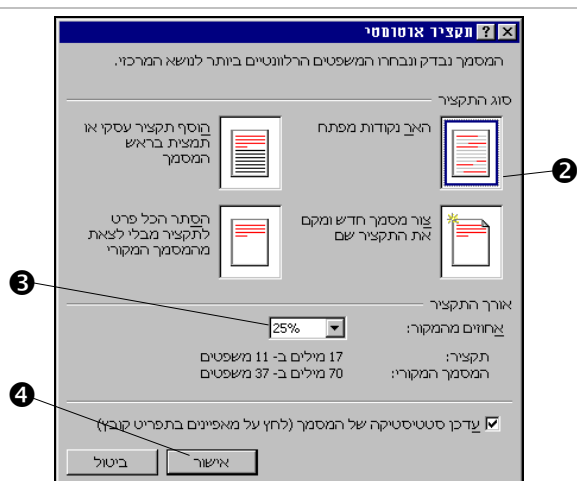 תקציר אוטומטי
המסמך נבדק ונבחרו המשפטים הרלוונטיים ביותר לנושא המרכזי.
סוג התקציר
האר נקודות מפתח
הוסף תקציר עסקי או
תמצית בראש
המסמך
2
צור מסמך חדש ומקם
את התקציר שם
הסתר הכל פרט
לתקציר מבלי לצאת
מהמסמך המקורי
3
אורך התקציר
אחוזים מהמקור: 25%
תקציר: 17 מילים ב- 11 משפטים
המסמך המקורי: 70 מילים ב- 37 משפטים
4
עדכן סטטיסטיקה של המסמך (לחץ על מאפיינים בתפריט קובץ)
אישור
ביטול